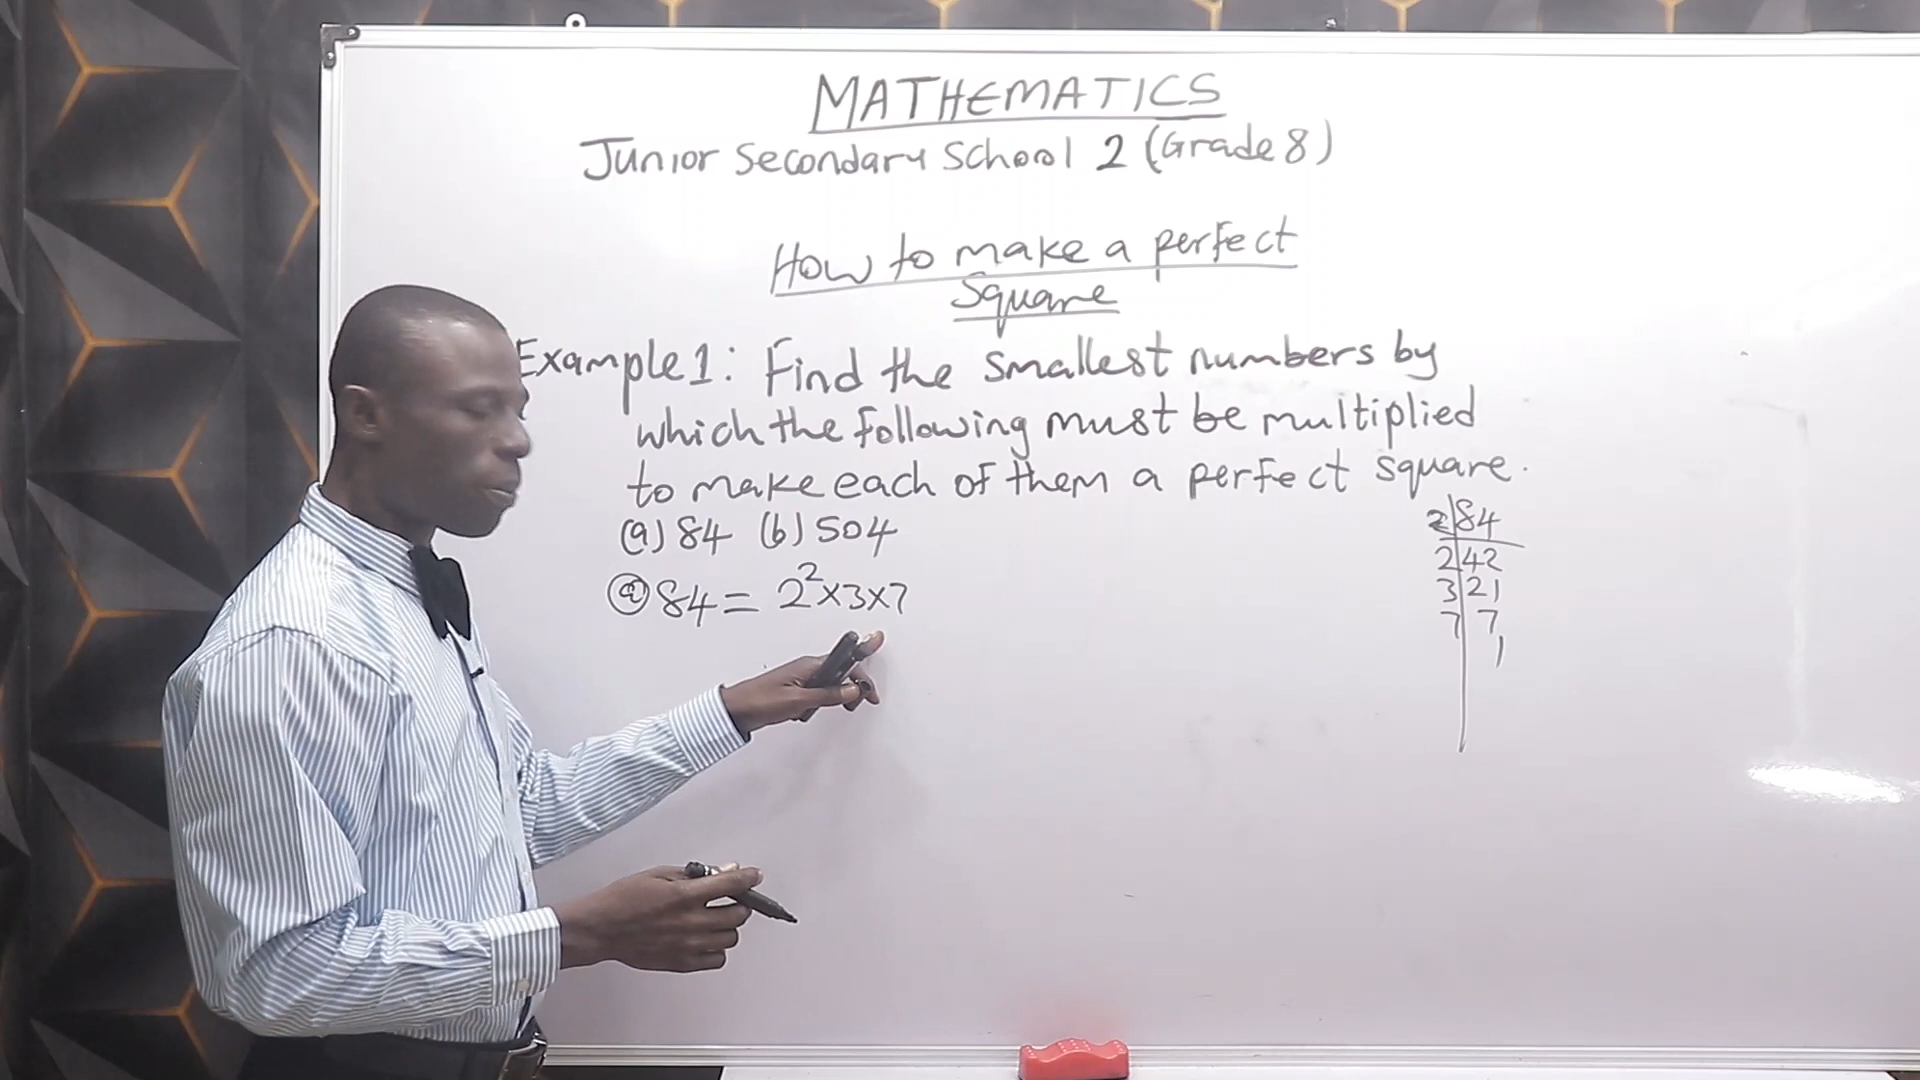 MATHEMATICS
Junior Secondary School 2 (Grade 8)
How to make a perfect
Square
Example1: Find the smallest numbers by
which the following must be multiplied
to make each of them a perfect square.
(a) 84 (b) 504
(a) 84 = 2²×3×7
2|84
2|42
3|21
7|7
1